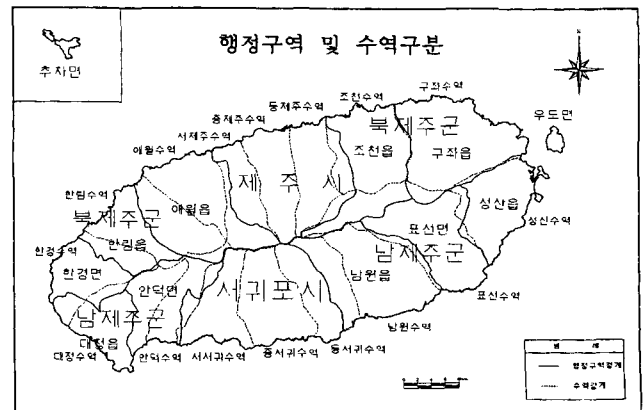 행정구역 및 수역구분
추자면
구좌수역
조천수역
동제주수역
중제주수역
서제주수역
애월수역
한림수역
한경수역
우도면
북제주군
조천읍
구좌읍
제주시
애월읍
북제주군
한림읍
한경면
성산읍
성산수역
표선면
남제주군
남원읍
서귀포시
안덕면
남제주군
대정읍
대정수역
안덕수역
서서귀수역
중서귀수역
동서귀수역
남원수역
표선수역
범 례
행정구역경계
수역경계